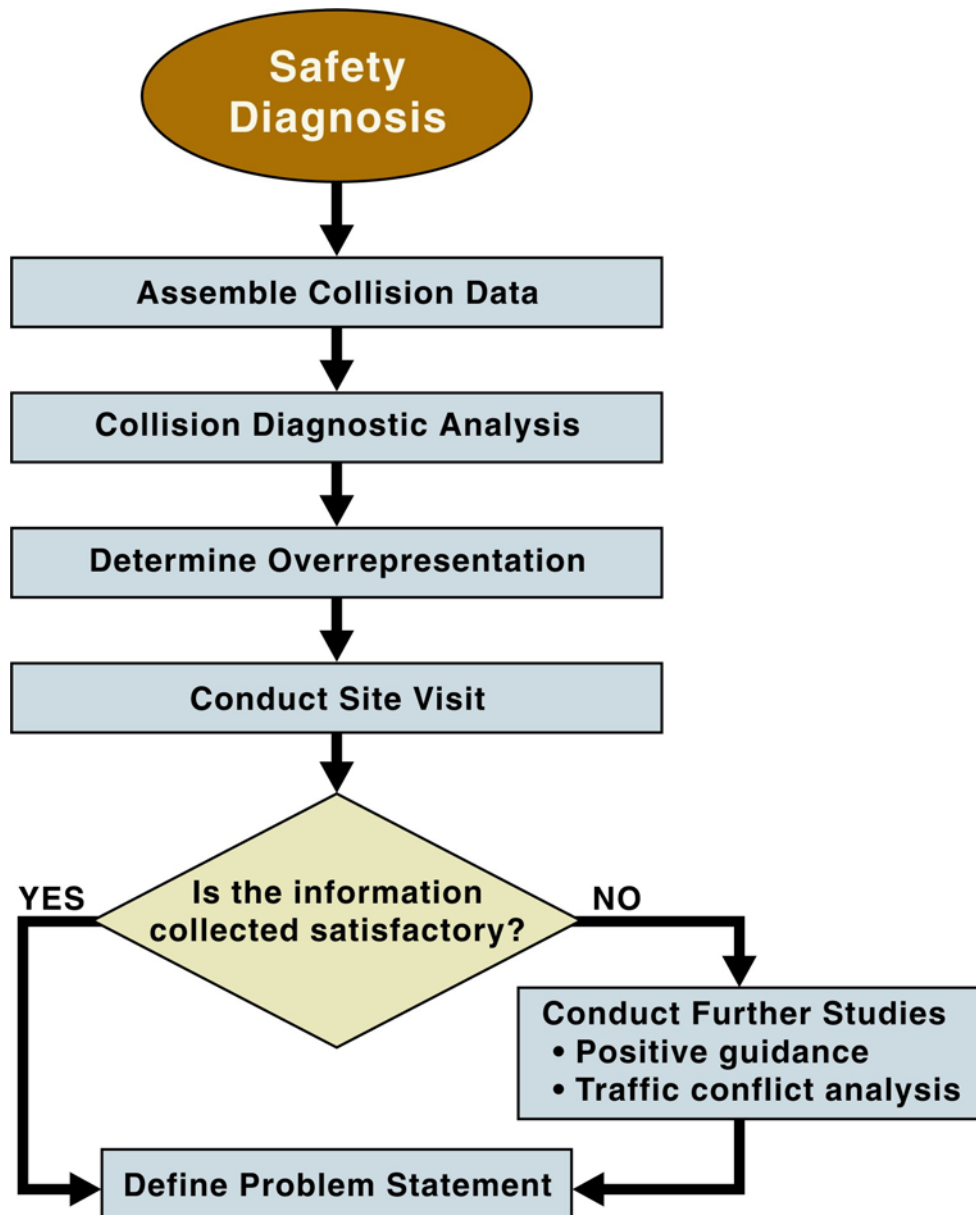 Safety
Diagnosis
Assemble Collision Data
Collision Diagnostic Analysis
Determine Overrepresentation
Conduct Site Visit
Is the information
collected satisfactory?
YES
NO
Conduct Further Studies
• Positive guidance
• Traffic conflict analysis
Define Problem Statement